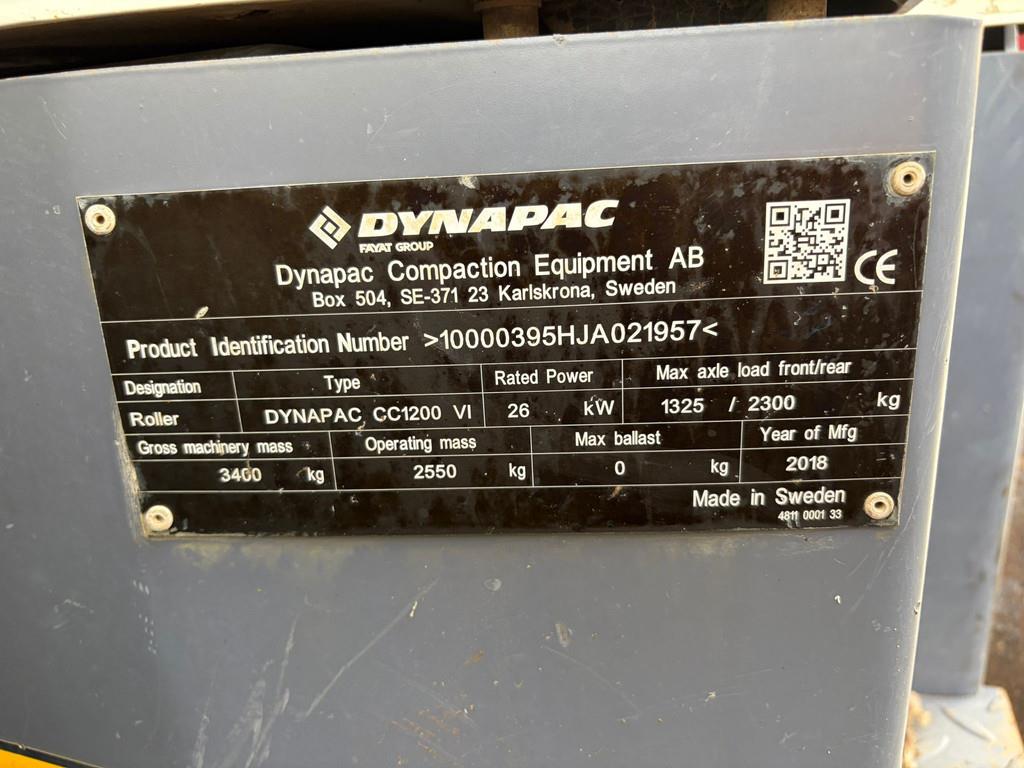 DYNAPAC
FAYAT GROUP
Dynapac Compaction Equipment AB
Box 504, SE-371 23 Karlskrona, Sweden
CE
Product Identification Number >10000395HJA021957<
Designation Type Rated Power Max axle load front/rear
Roller DYNAPAC CC1200 VI 26 kW 1325 / 2300 kg
Gross machinery mass Operating mass Max ballast Year of Mfg
3400 kg 2550 kg 0 kg 2018
Made in Sweden
4811 0001 33